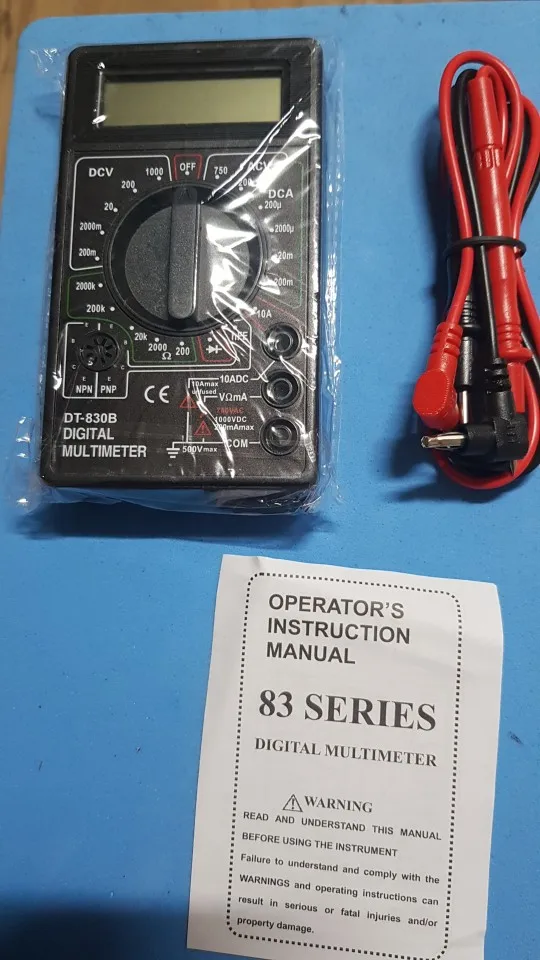 DCV
1000
OFF
750
ACV
200
200
DCA
20
200µ
2000m
2000µ
200m
20m
2000k
200m
200k
10A
20k
2000
Ω
200
hFE
E
E
B
B
C
C
E
E
NPN
PNP
CE
10Amax
unfused
10ADC
VΩmA
750VAC
1000VDC
200mAmax
500Vmax
COM
DT-830B
DIGITAL
MULTIMETER
OPERATOR'S
INSTRUCTION
MANUAL
83 SERIES
DIGITAL MULTIMETER
WARNING
READ AND UNDERSTAND THIS MANUAL
BEFORE USING THE INSTRUMENT
Failure to understand and comply with the
WARNINGS and operating instructions can
result in serious or fatal injuries and/or
property damage.